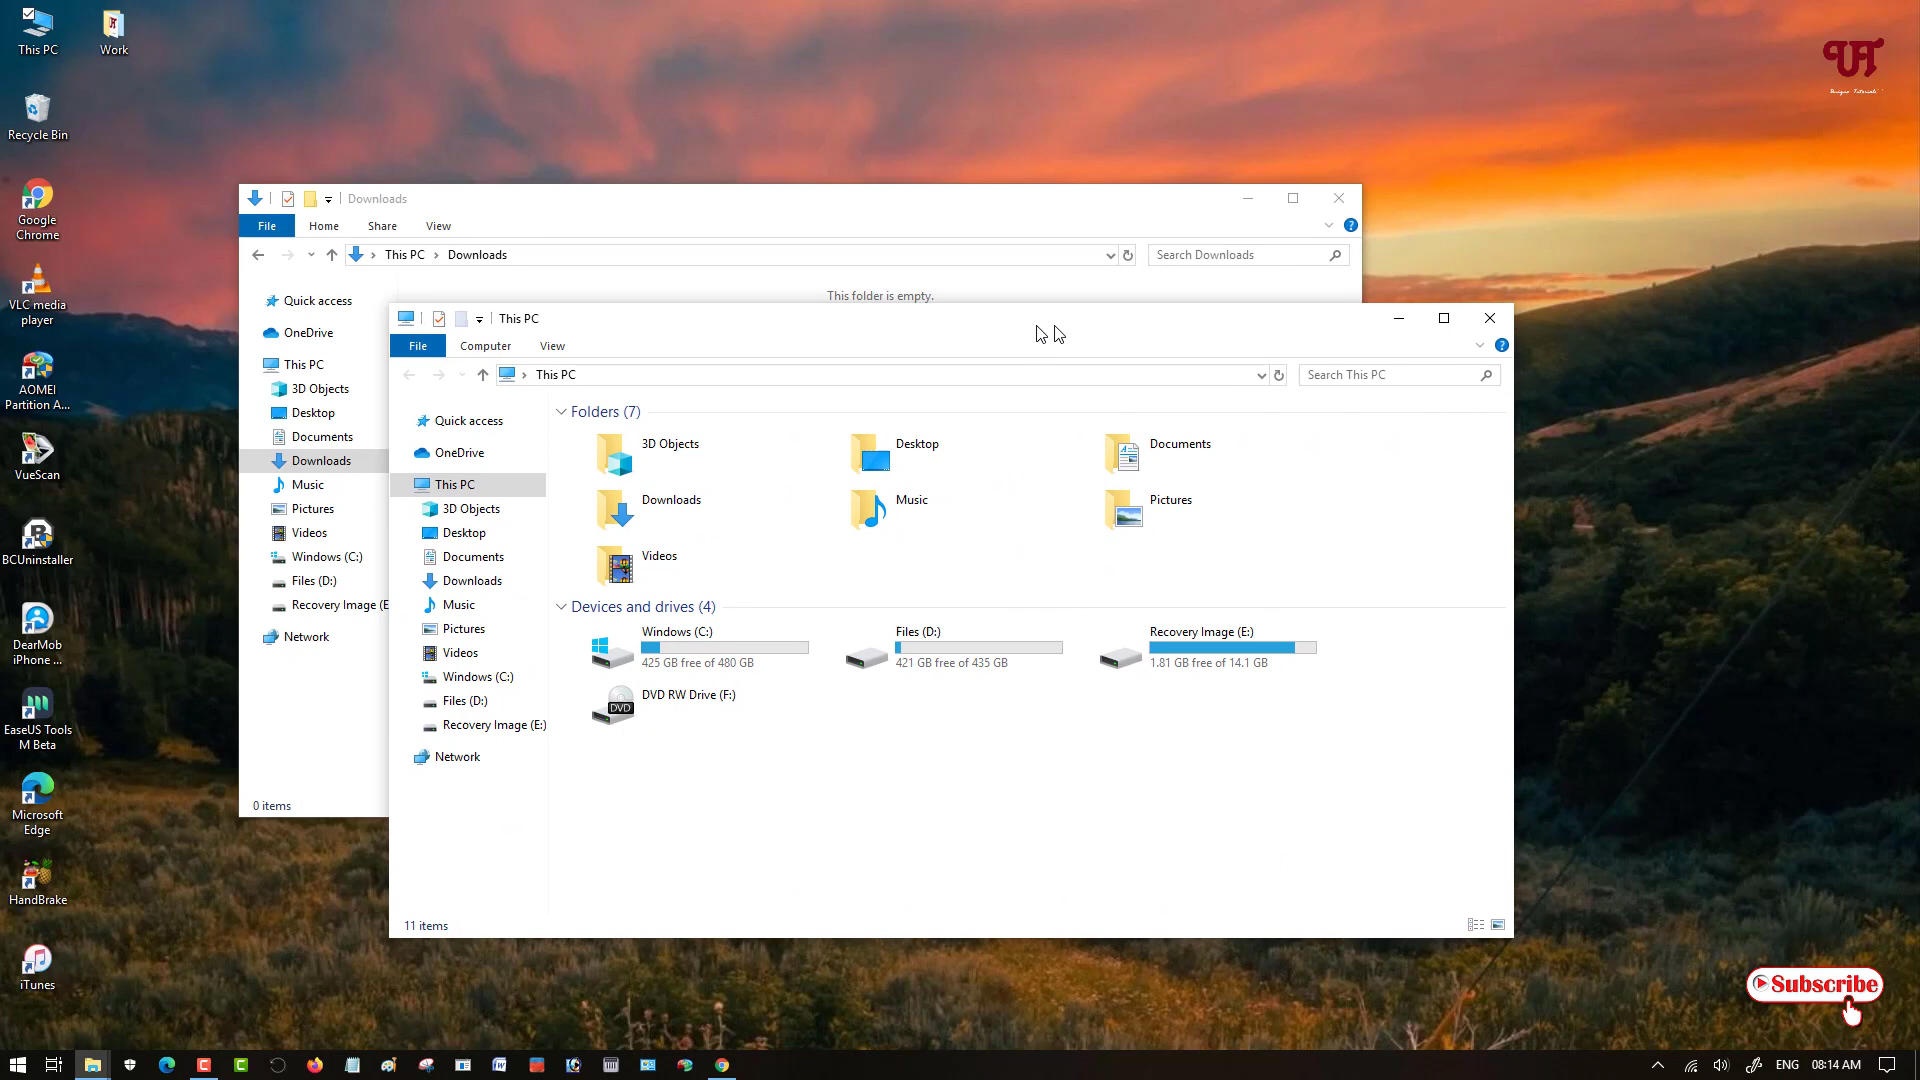 This PC
Work
Recycle Bin
Google
Chrome
VLC media
player
AOMEI
Partition A...
VueScan
BCUninstaller
DearMob
iPhone ...
EaseUS Tools
M Beta
Microsoft
Edge
HandBrake
iTunes
Downloads
File
Home
Share
View
This PC
Downloads
Search Downloads
This folder is empty.
Quick access
OneDrive
This PC
3D Objects
Desktop
Documents
Downloads
Music
Pictures
Videos
Windows (C:)
Files (D:)
Recovery Image (E
Network
0 items
This PC
File
Computer
View
This PC
Search This PC
Quick access
OneDrive
This PC
3D Objects
Desktop
Documents
Downloads
Music
Pictures
Videos
Windows (C:)
Files (D:)
Recovery Image (E:)
Network
Folders (7)
3D Objects
Desktop
Documents
Downloads
Music
Pictures
Videos
Devices and drives (4)
Windows (C:)
425 GB free of 480 GB
Files (D:)
421 GB free of 435 GB
Recovery Image (E:)
1.81 GB free of 14.1 GB
DVD
DVD RW Drive (F:)
11 items
Subscribe
ENG
08:14 AM